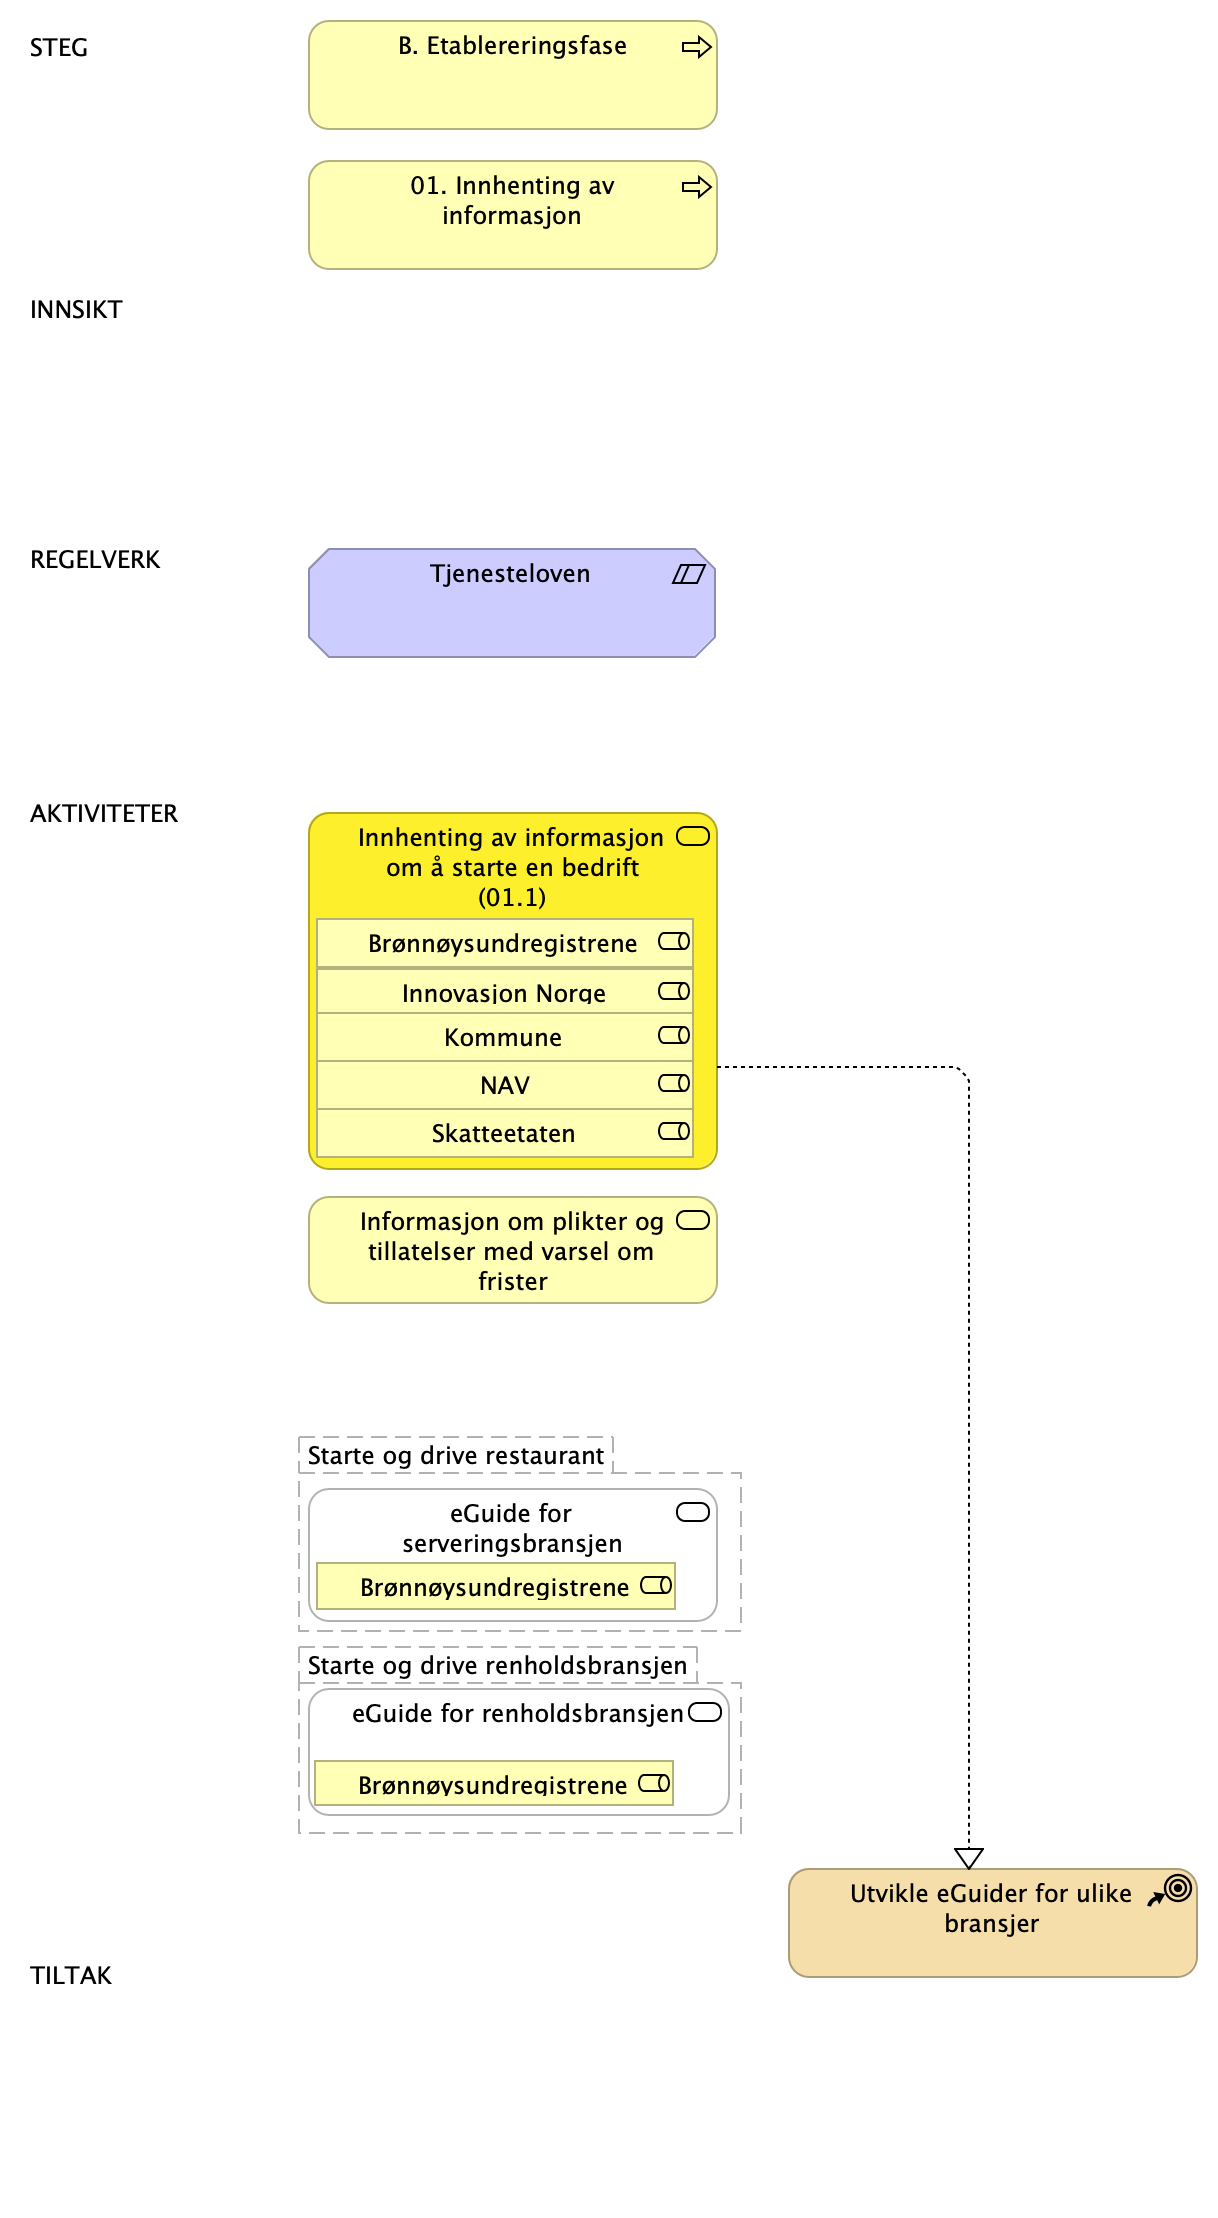 STEG
B. Etablereringsfase
01. Innhenting av
informasjon
INNSIKT
REGELVERK
Tjenesteloven
AKTIVITETER
Innhenting av informasjon
om å starte en bedrift
(01.1)
Brønnøysundregistrene
Innovasjon Norge
Kommune
NAV
Skatteetaten
Informasjon om plikter og
tillatelser med varsel om
frister
Starte og drive restaurant
eGuide for
serveringsbransjen
Brønnøysundregistrene
Starte og drive renholdsbransjen
eGuide for renholdsbransjen
Brønnøysundregistrene
Utvikle eGuider for ulike
bransjer
TILTAK